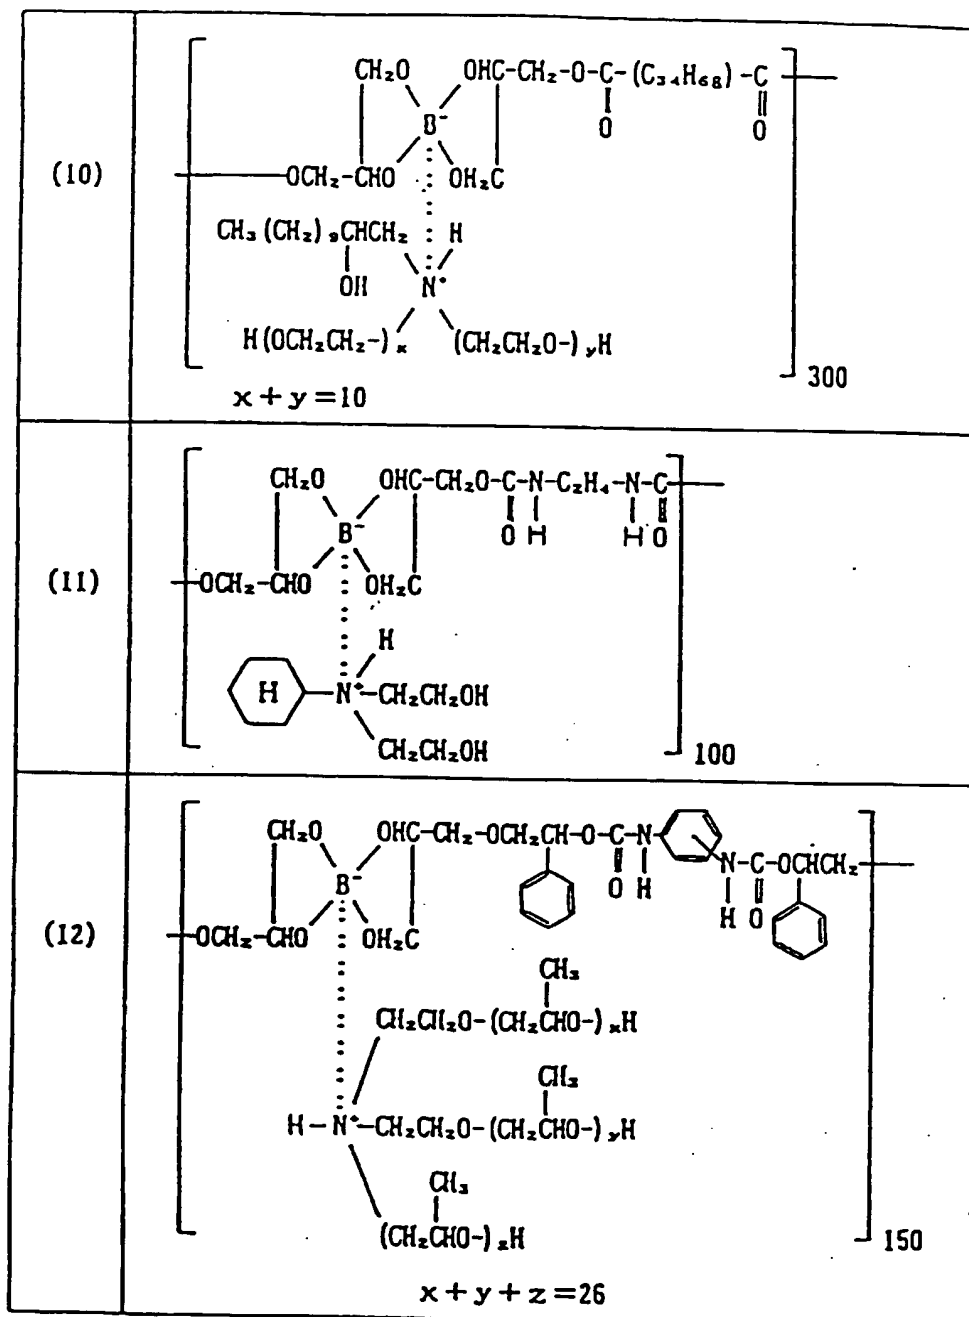 (10)
CH₂O OHC-CH₂-O-C-(C₃₄H₆₈)-C
B⁻ O O
OCH₂-CHO OH₂C
CH₃(CH₂)₉CHCH₂ H
OH N⁺
H(OCH₂CH₂-)x (CH₂CH₂O-)yH
300
x+y=10
(11)
CH₂O OHC-CH₂O-C-N-C₂H₄-N-C
B⁻ O H H O
OCH₂-CHO OH₂C
H
H N⁺-CH₂CH₂OH
CH₂CH₂OH
100
(12)
CH₂O OHC-CH₂-OCH₂CH-O-C-N
N-C-OCHCH₂
B⁻ O H H O
OCH₂-CHO OH₂C
CH₃
CH₂CH₂O-(CH₂CHO-)xH
CH₃
H-N⁺-CH₂CH₂O-(CH₂CHO-)yH
CH₃
(CH₂CHO-)zH
150
x+y+z=26